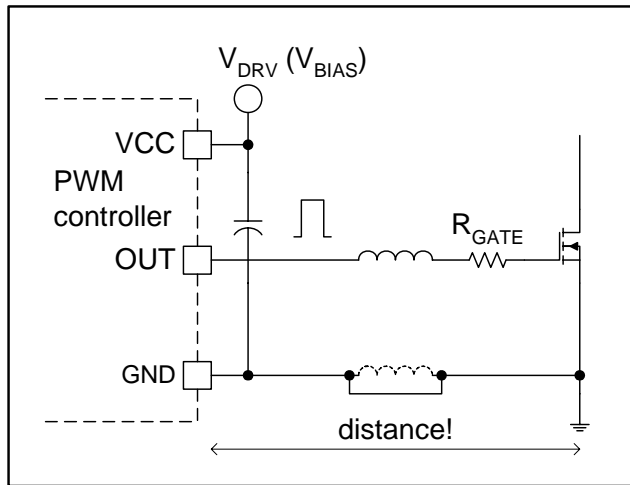 V_DRV (V_BIAS)
VCC
PWM
controller
R_GATE
OUT
GND
distance!